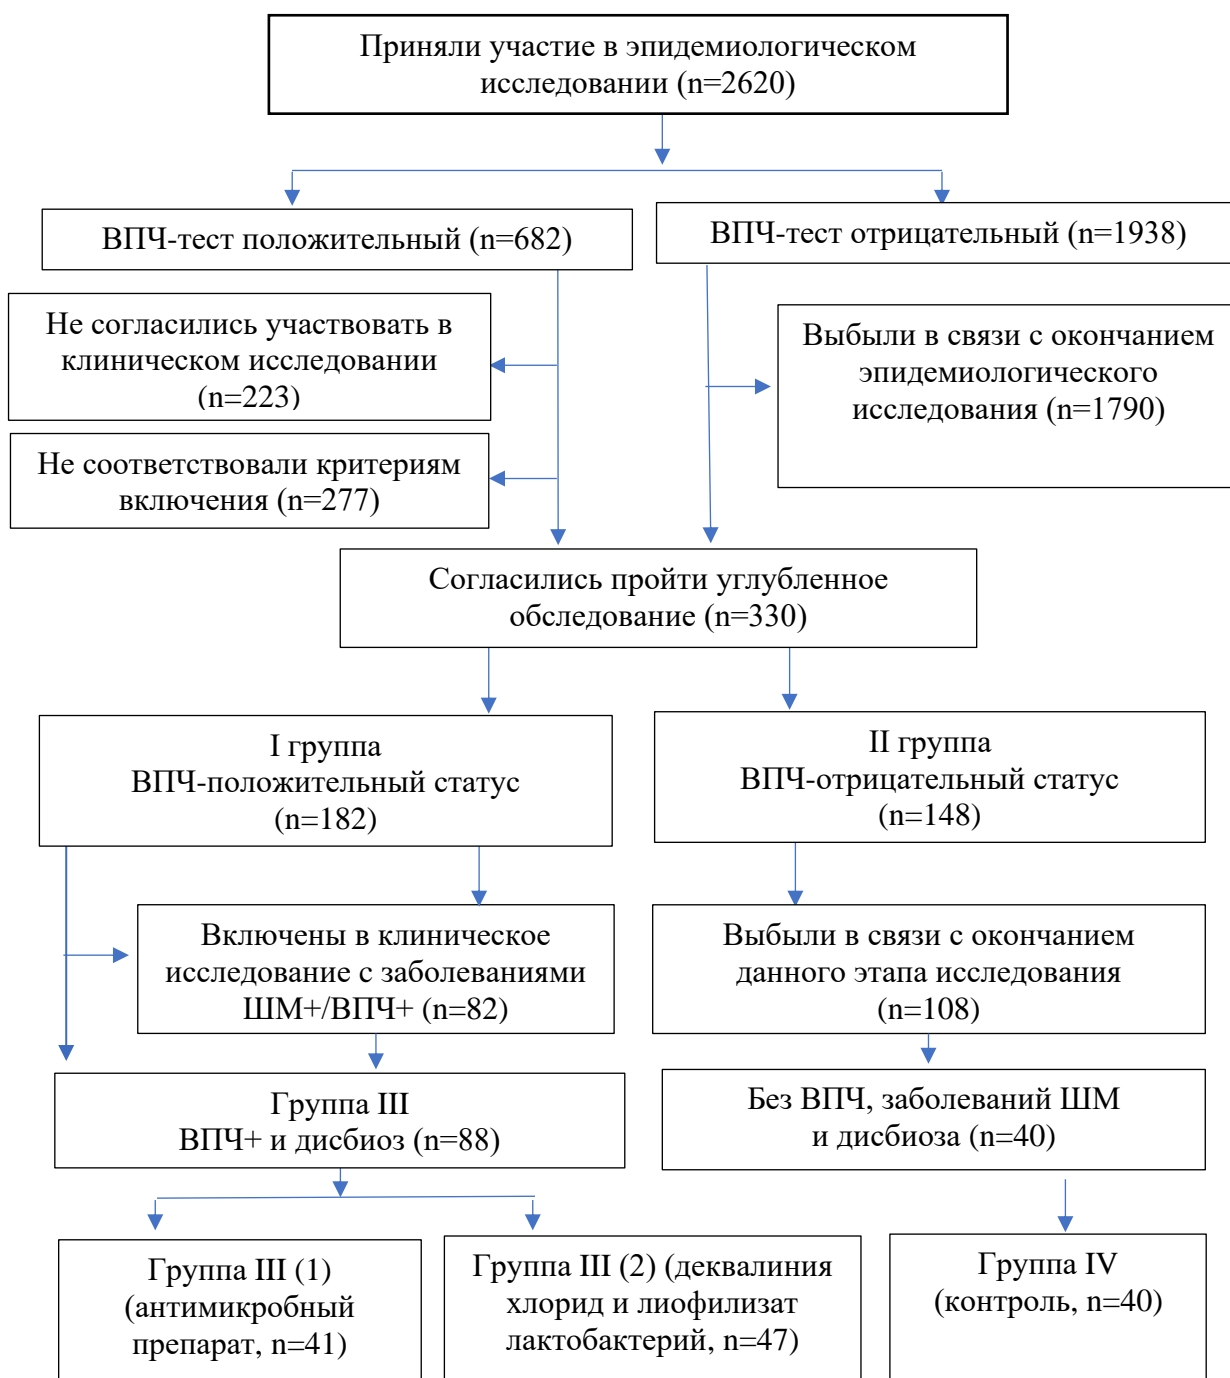 Приняли участие в эпидемиологическом
исследовании (n=2620)
ВПЧ-тест положительный (n=682)
ВПЧ-тест отрицательный (n=1938)
Не согласились участвовать в
клиническом исследовании
(n=223)
Выбыли в связи с окончанием
эпидемиологического
исследования (n=1790)
Не соответствовали критериям
включения (n=277)
Согласились пройти углубленное
обследование (n=330)
I группа
ВПЧ-положительный статус
(n=182)
II группа
ВПЧ-отрицательный статус
(n=148)
Включены в клиническое
исследование с заболеваниями
ШМ+/ВПЧ+ (n=82)
Выбыли в связи с окончанием
данного этапа исследования
(n=108)
Группа III
ВПЧ+ и дисбиоз (n=88)
Без ВПЧ, заболеваний ШМ
и дисбиоза (n=40)
Группа III (1)
(антимикробный
препарат, n=41)
Группа III (2) (деквалиния
хлорид и лиофилизат
лактобактерий, n=47)
Группа IV
(контроль, n=40)